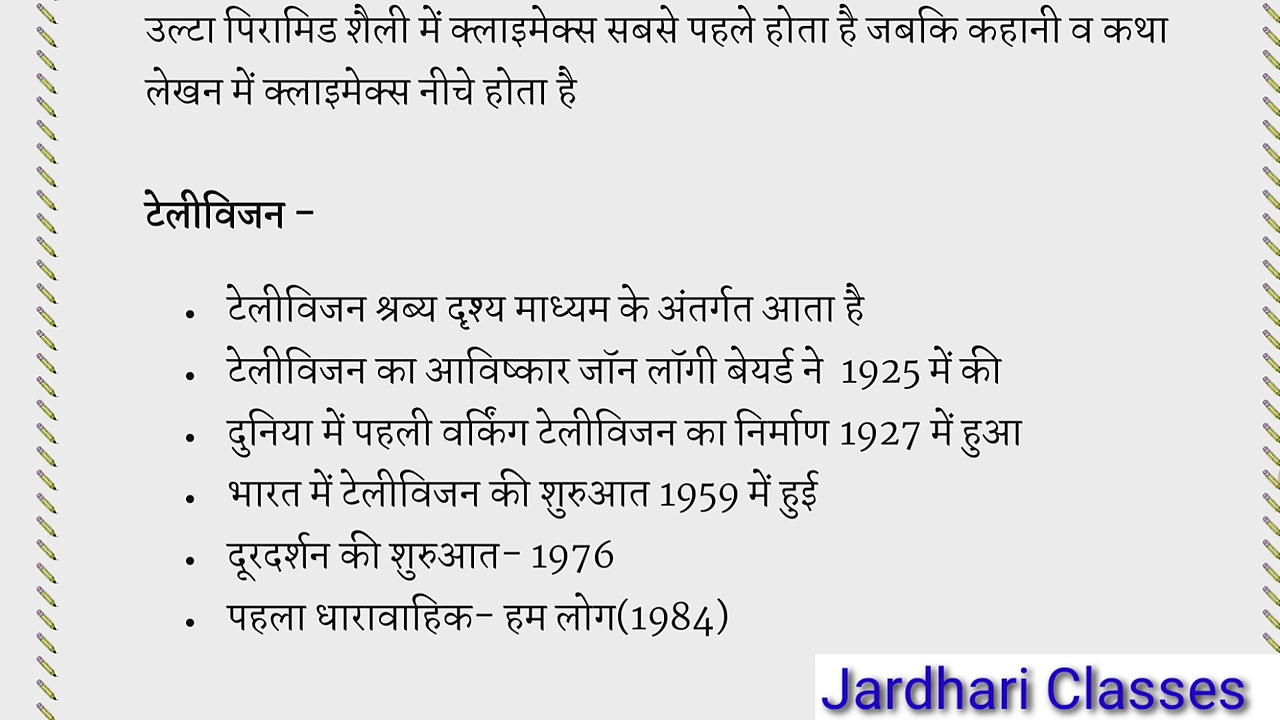 उल्टा पिरामिड शैली में क्लाइमेक्स सबसे पहले होता है जबकि कहानी व कथा
लेखन में क्लाइमेक्स नीचे होता है
टेलीविजन –
• टेलीविजन श्रब्य दृश्य माध्यम के अंतर्गत आता है
• टेलीविजन का आविष्कार जॉन लॉगी बेयर्ड ने 1925 में की
• दुनिया में पहली वर्किंग टेलीविजन का निर्माण 1927 में हुआ
• भारत में टेलीविजन की शुरुआत 1959 में हुई
• दूरदर्शन की शुरुआत– 1976
• पहला धारावाहिक– हम लोग(1984)
Jardhari Classes